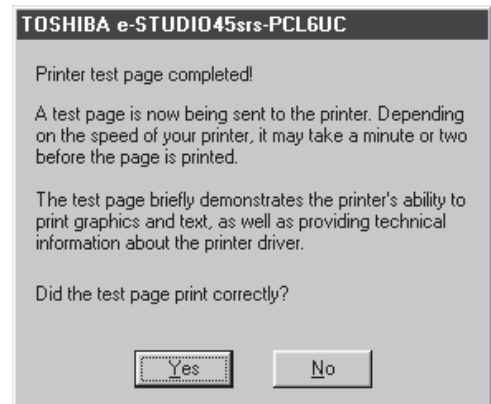 TOSHIBA e-STUDIO45srs-PCL6UC
Printer test page completed!
A test page is now being sent to the printer. Depending
on the speed of your printer, it may take a minute or two
before the page is printed.
The test page briefly demonstrates the printer's ability to
print graphics and text, as well as providing technical
information about the printer driver.
Did the test page print correctly?
Yes
No